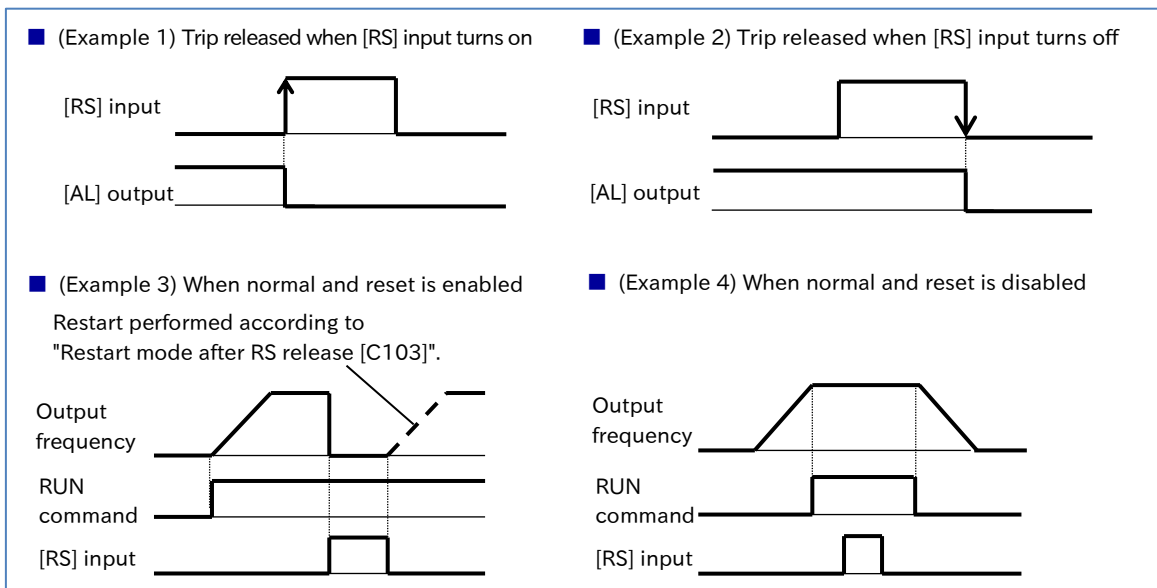 (Example 1) Trip released when [RS] input turns on
[RS] input
[AL] output
(Example 2) Trip released when [RS] input turns off
[RS] input
[AL] output
(Example 3) When normal and reset is enabled
Restart performed according to
"Restart mode after RS release [C103]".
Output
frequency
RUN
command
[RS] input
(Example 4) When normal and reset is disabled
Output
frequency
RUN
command
[RS] input